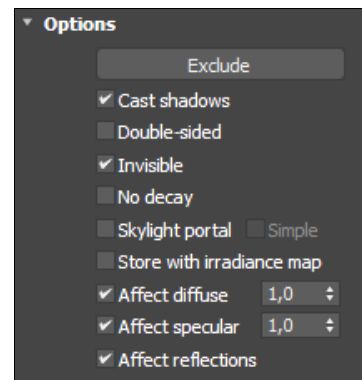 Options
Exclude
Cast shadows
Double-sided
Invisible
No decay
Skylight portal Simple
Store with irradiance map
Affect diffuse 1,0
Affect specular 1,0
Affect reflections